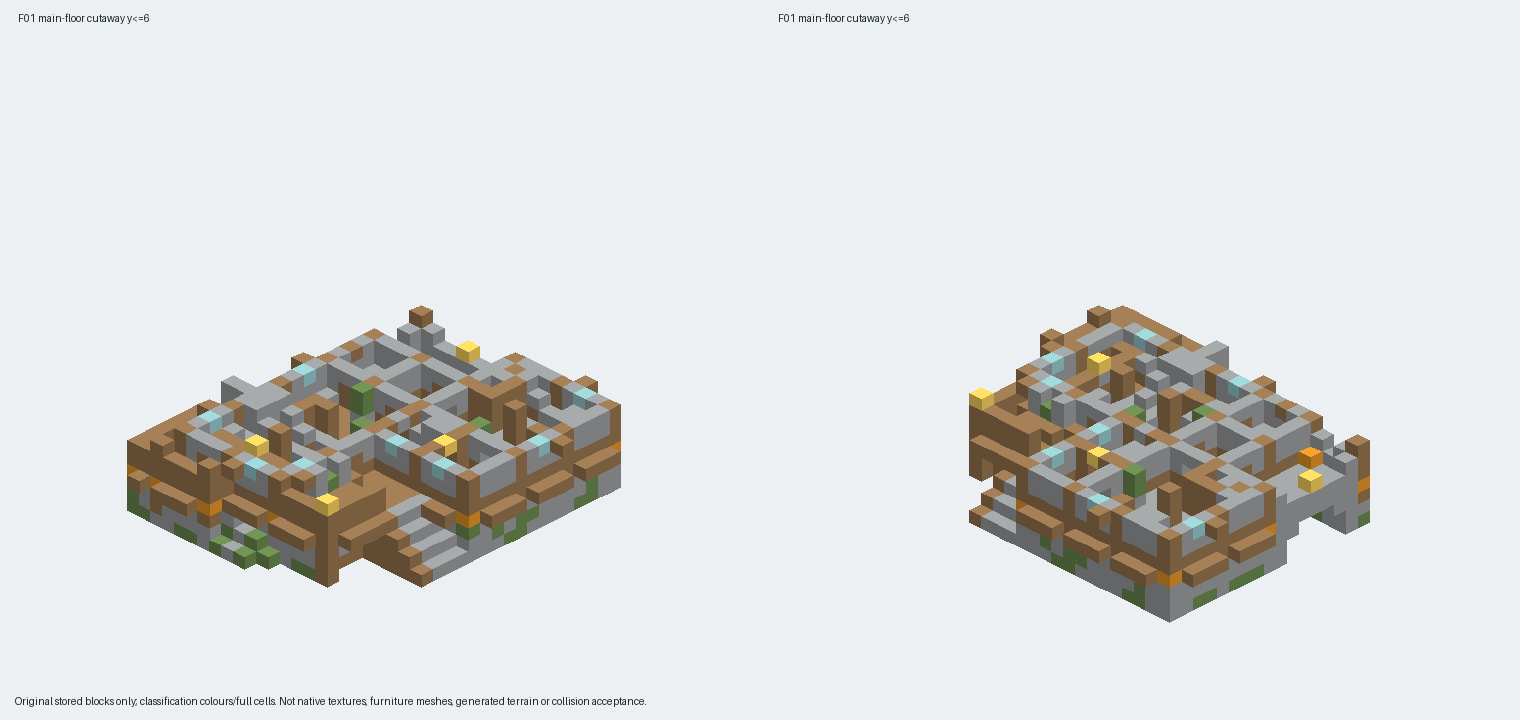 F01 main-floor cutaway y<=6
F01 main-floor cutaway y<=6
Original stored blocks only; classification colours/full cells. Not native textures, furniture meshes, generated terrain or collision acceptance.